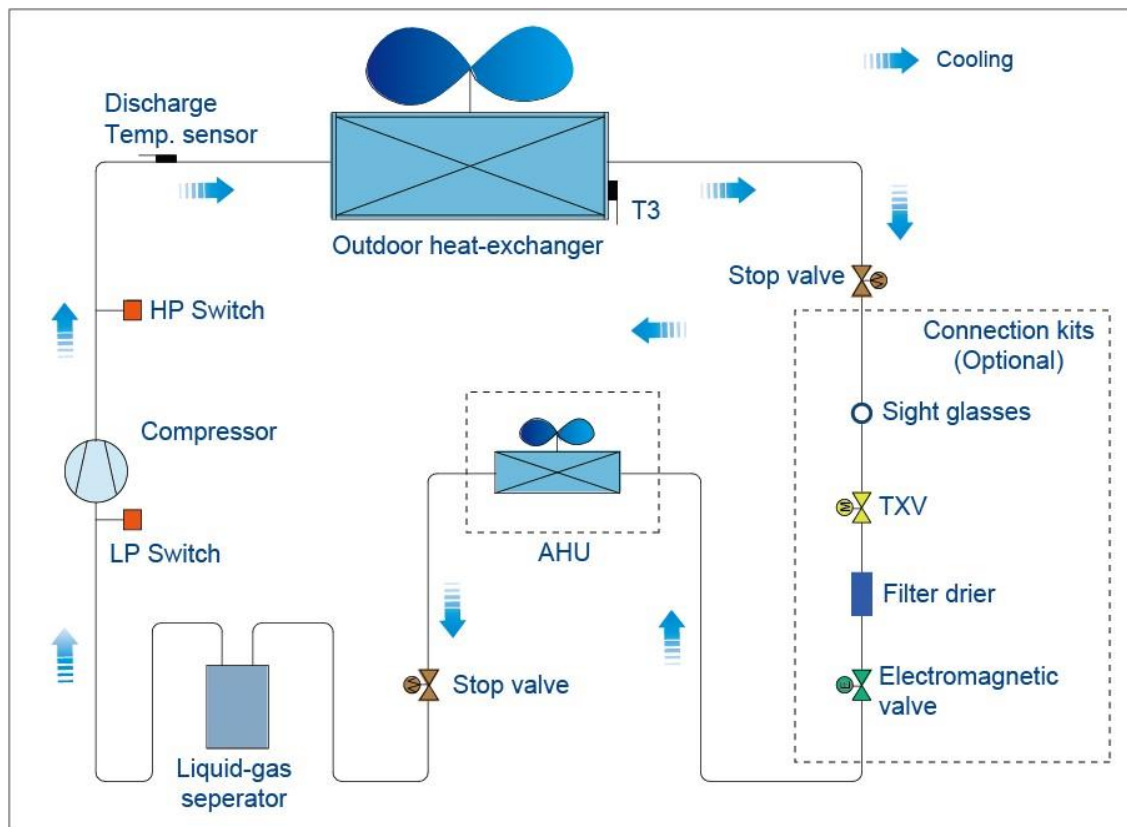 Cooling
Discharge
Temp. sensor
T3
Outdoor heat-exchanger
Stop valve
HP Switch
Connection kits
(Optional)
Sight glasses
Compressor
TXV
M
LP Switch
AHU
Filter drier
Stop valve
Electromagnetic
valve
E
Liquid-gas
seperator